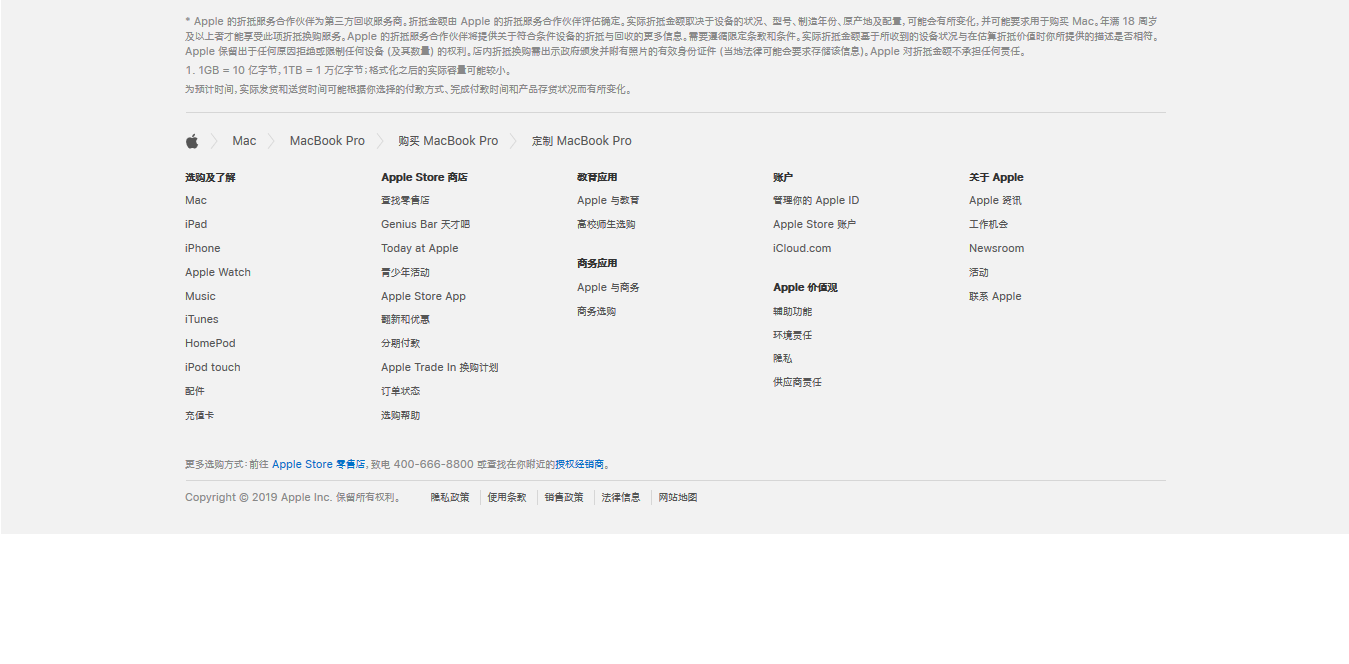 * Apple 的折抵服务合作伙伴为第三方回收服务商。折抵金额由 Apple 的折抵服务合作伙伴评估确定。实际折抵金额取决于设备的状况、型号、制造年份、原产地及配置，可能会有所变化，并可能要求用于购买 Mac。年满 18 周岁
及以上者才能享受此项折抵换购服务。Apple 的折抵服务合作伙伴将提供关于符合条件设备的折抵与回收的更多信息。需要遵循限定条款和条件。实际折抵金额基于所收到的设备状况与在估算折抵价值时你所提供的描述是否相符。
Apple 保留出于任何原因拒绝或限制任何设备 (及其数量) 的权利。店内折抵换购需出示政府颁发并附有照片的有效身份证件 (当地法律可能会要求存储该信息)。Apple 对折抵金额不承担任何责任。
1. 1GB = 10 亿字节，1TB = 1 万亿字节；格式化之后的实际容量可能较小。
为预计时间，实际发货和送货时间可能根据你选择的付款方式、完成付款时间和产品存货状况而有所变化。
Mac MacBook Pro 购买 MacBook Pro 定制 MacBook Pro
选购及了解
Mac
iPad
iPhone
Apple Watch
Music
iTunes
HomePod
iPod touch
配件
充值卡
Apple Store 商店
查找零售店
Genius Bar 天才吧
Today at Apple
青少年活动
Apple Store App
翻新和优惠
分期付款
Apple Trade In 换购计划
订单状态
选购帮助
教育应用
Apple 与教育
高校师生选购
商务应用
Apple 与商务
商务选购
账户
管理你的 Apple ID
Apple Store 账户
iCloud.com
Apple 价值观
辅助功能
环境责任
隐私
供应商责任
关于 Apple
Apple 资讯
工作机会
Newsroom
活动
联系 Apple
更多选购方式：前往 Apple Store 零售店，致电 400-666-8800 或查找在你附近的授权经销商。
Copyright © 2019 Apple Inc. 保留所有权利。 隐私政策 使用条款 销售政策 法律信息 网站地图